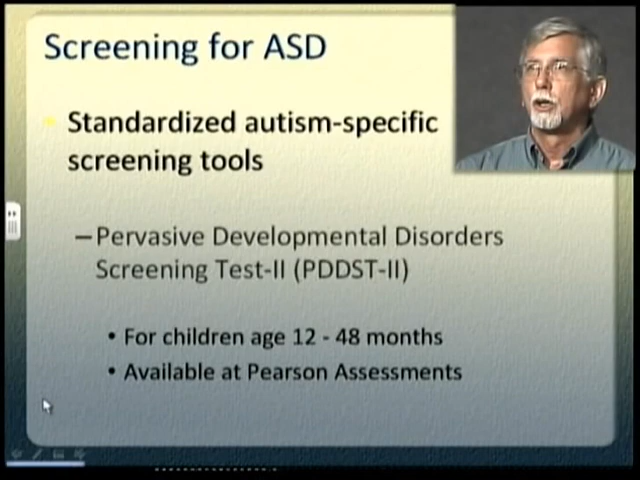 Screening for ASD
Standardized autism-specific
screening tools
–Pervasive Developmental Disorders
Screening Test-II (PDDST-II)
• For children age 12 - 48 months
• Available at Pearson Assessments